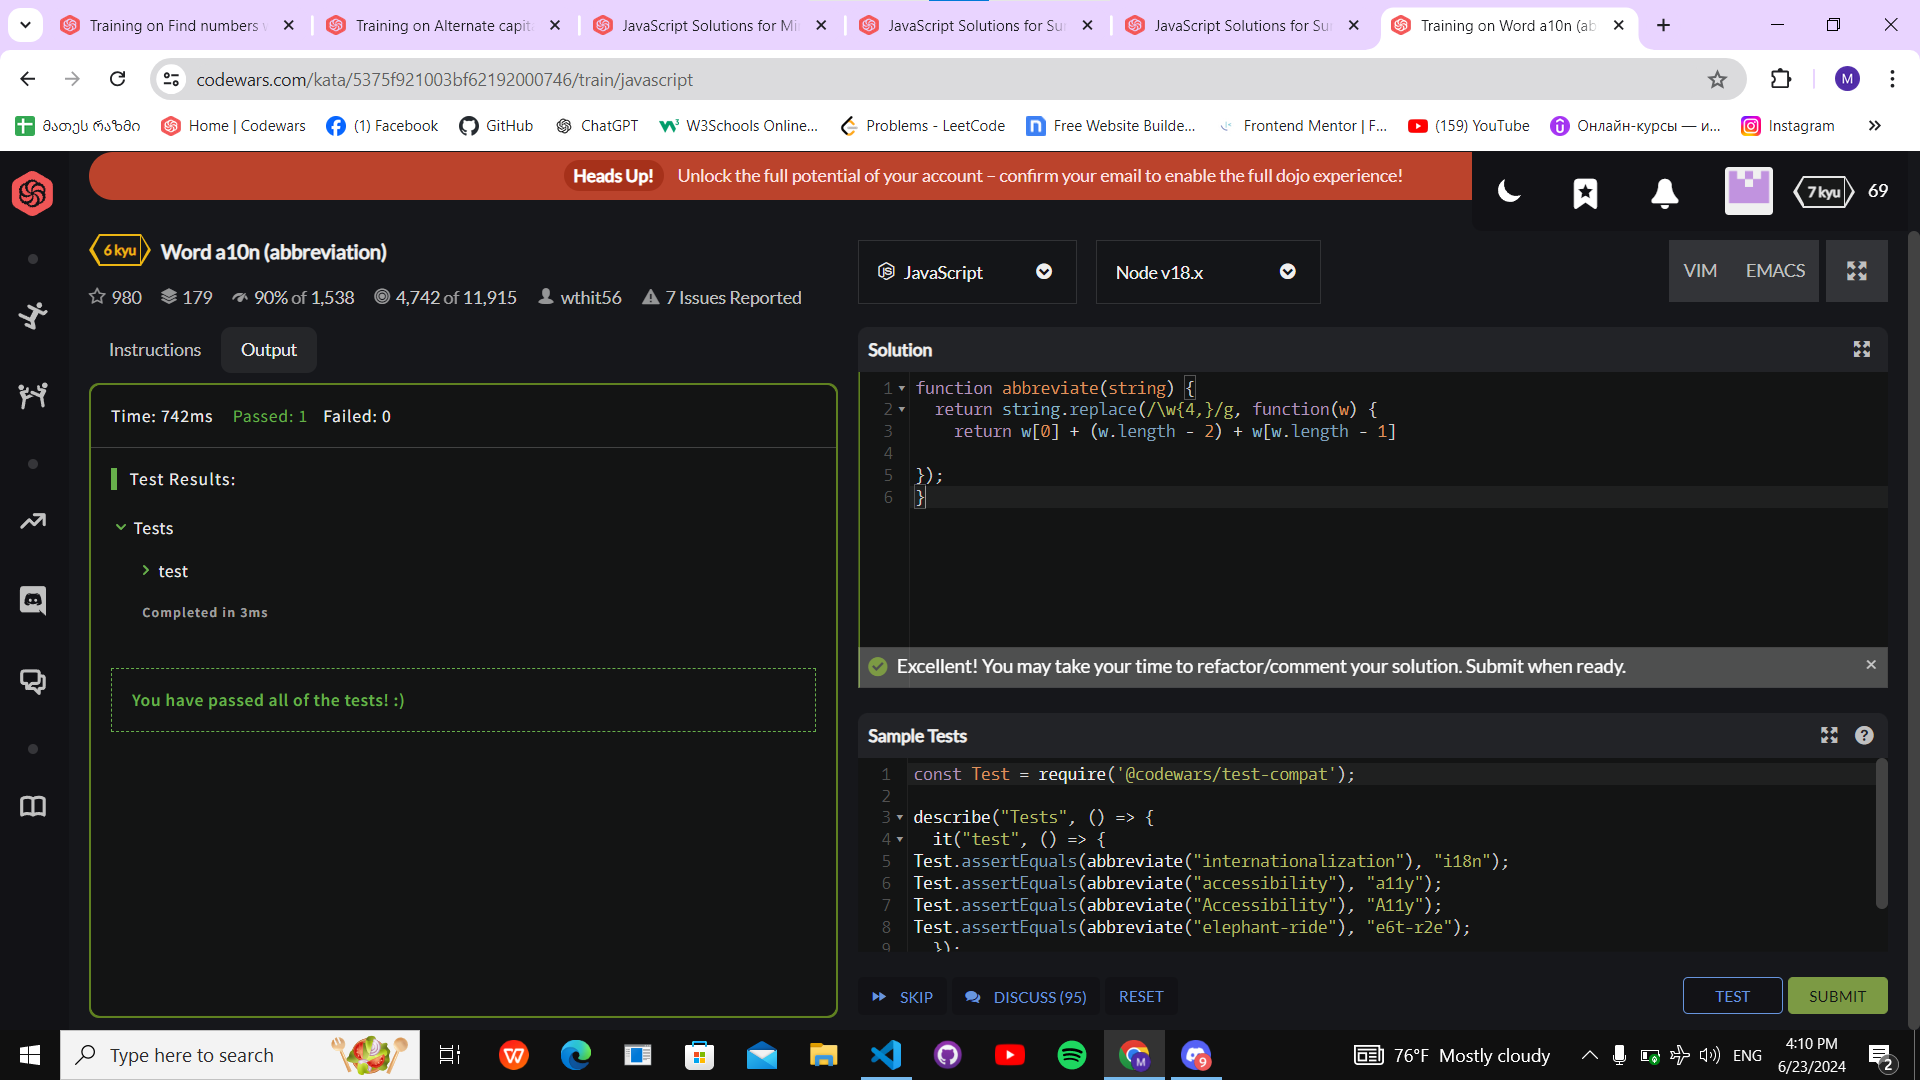 Training on Find numbers w
Training on Alternate capita
JavaScript Solutions for Mi
JavaScript Solutions for Sur
JavaScript Solutions for Sur
Training on Word a10n (ab
codewars.com/kata/5375f921003bf62192000746/train/javascript
M
მათეს რაზმი
Home | Codewars
(1) Facebook
GitHub
ChatGPT
W3Schools Online...
Problems - LeetCode
Free Website Builde...
Frontend Mentor | F...
(159) YouTube
Онлайн-курсы — и...
Instagram
»
Heads Up! Unlock the full potential of your account – confirm your email to enable the full dojo experience!
7 kyu 69
6 kyu Word a10n (abbreviation)
980 179 90% of 1,538 4,742 of 11,915 wthit56 7 Issues Reported
JavaScript
Node v18.x
VIM EMACS
Instructions Output
Time: 742ms Passed: 1 Failed: 0
Test Results:
Tests
test
Completed in 3ms
You have passed all of the tests! :)
Solution
1 function abbreviate(string) {
2 return string.replace(/\w{4,}/g, function(w) {
3 return w[0] + (w.length - 2) + w[w.length - 1]
4
5 });
6 }
Excellent! You may take your time to refactor/comment your solution. Submit when ready.
Sample Tests
1 const Test = require('@codewars/test-compat');
2
3 describe("Tests", () => {
4 it("test", () => {
5 Test.assertEquals(abbreviate("internationalization"), "i18n");
6 Test.assertEquals(abbreviate("accessibility"), "a11y");
7 Test.assertEquals(abbreviate("Accessibility"), "A11y");
8 Test.assertEquals(abbreviate("elephant-ride"), "e6t-r2e");
9 });
SKIP DISCUSS (95) RESET
TEST SUBMIT
Type here to search
76°F Mostly cloudy
ENG
4:10 PM
6/23/2024
2
9